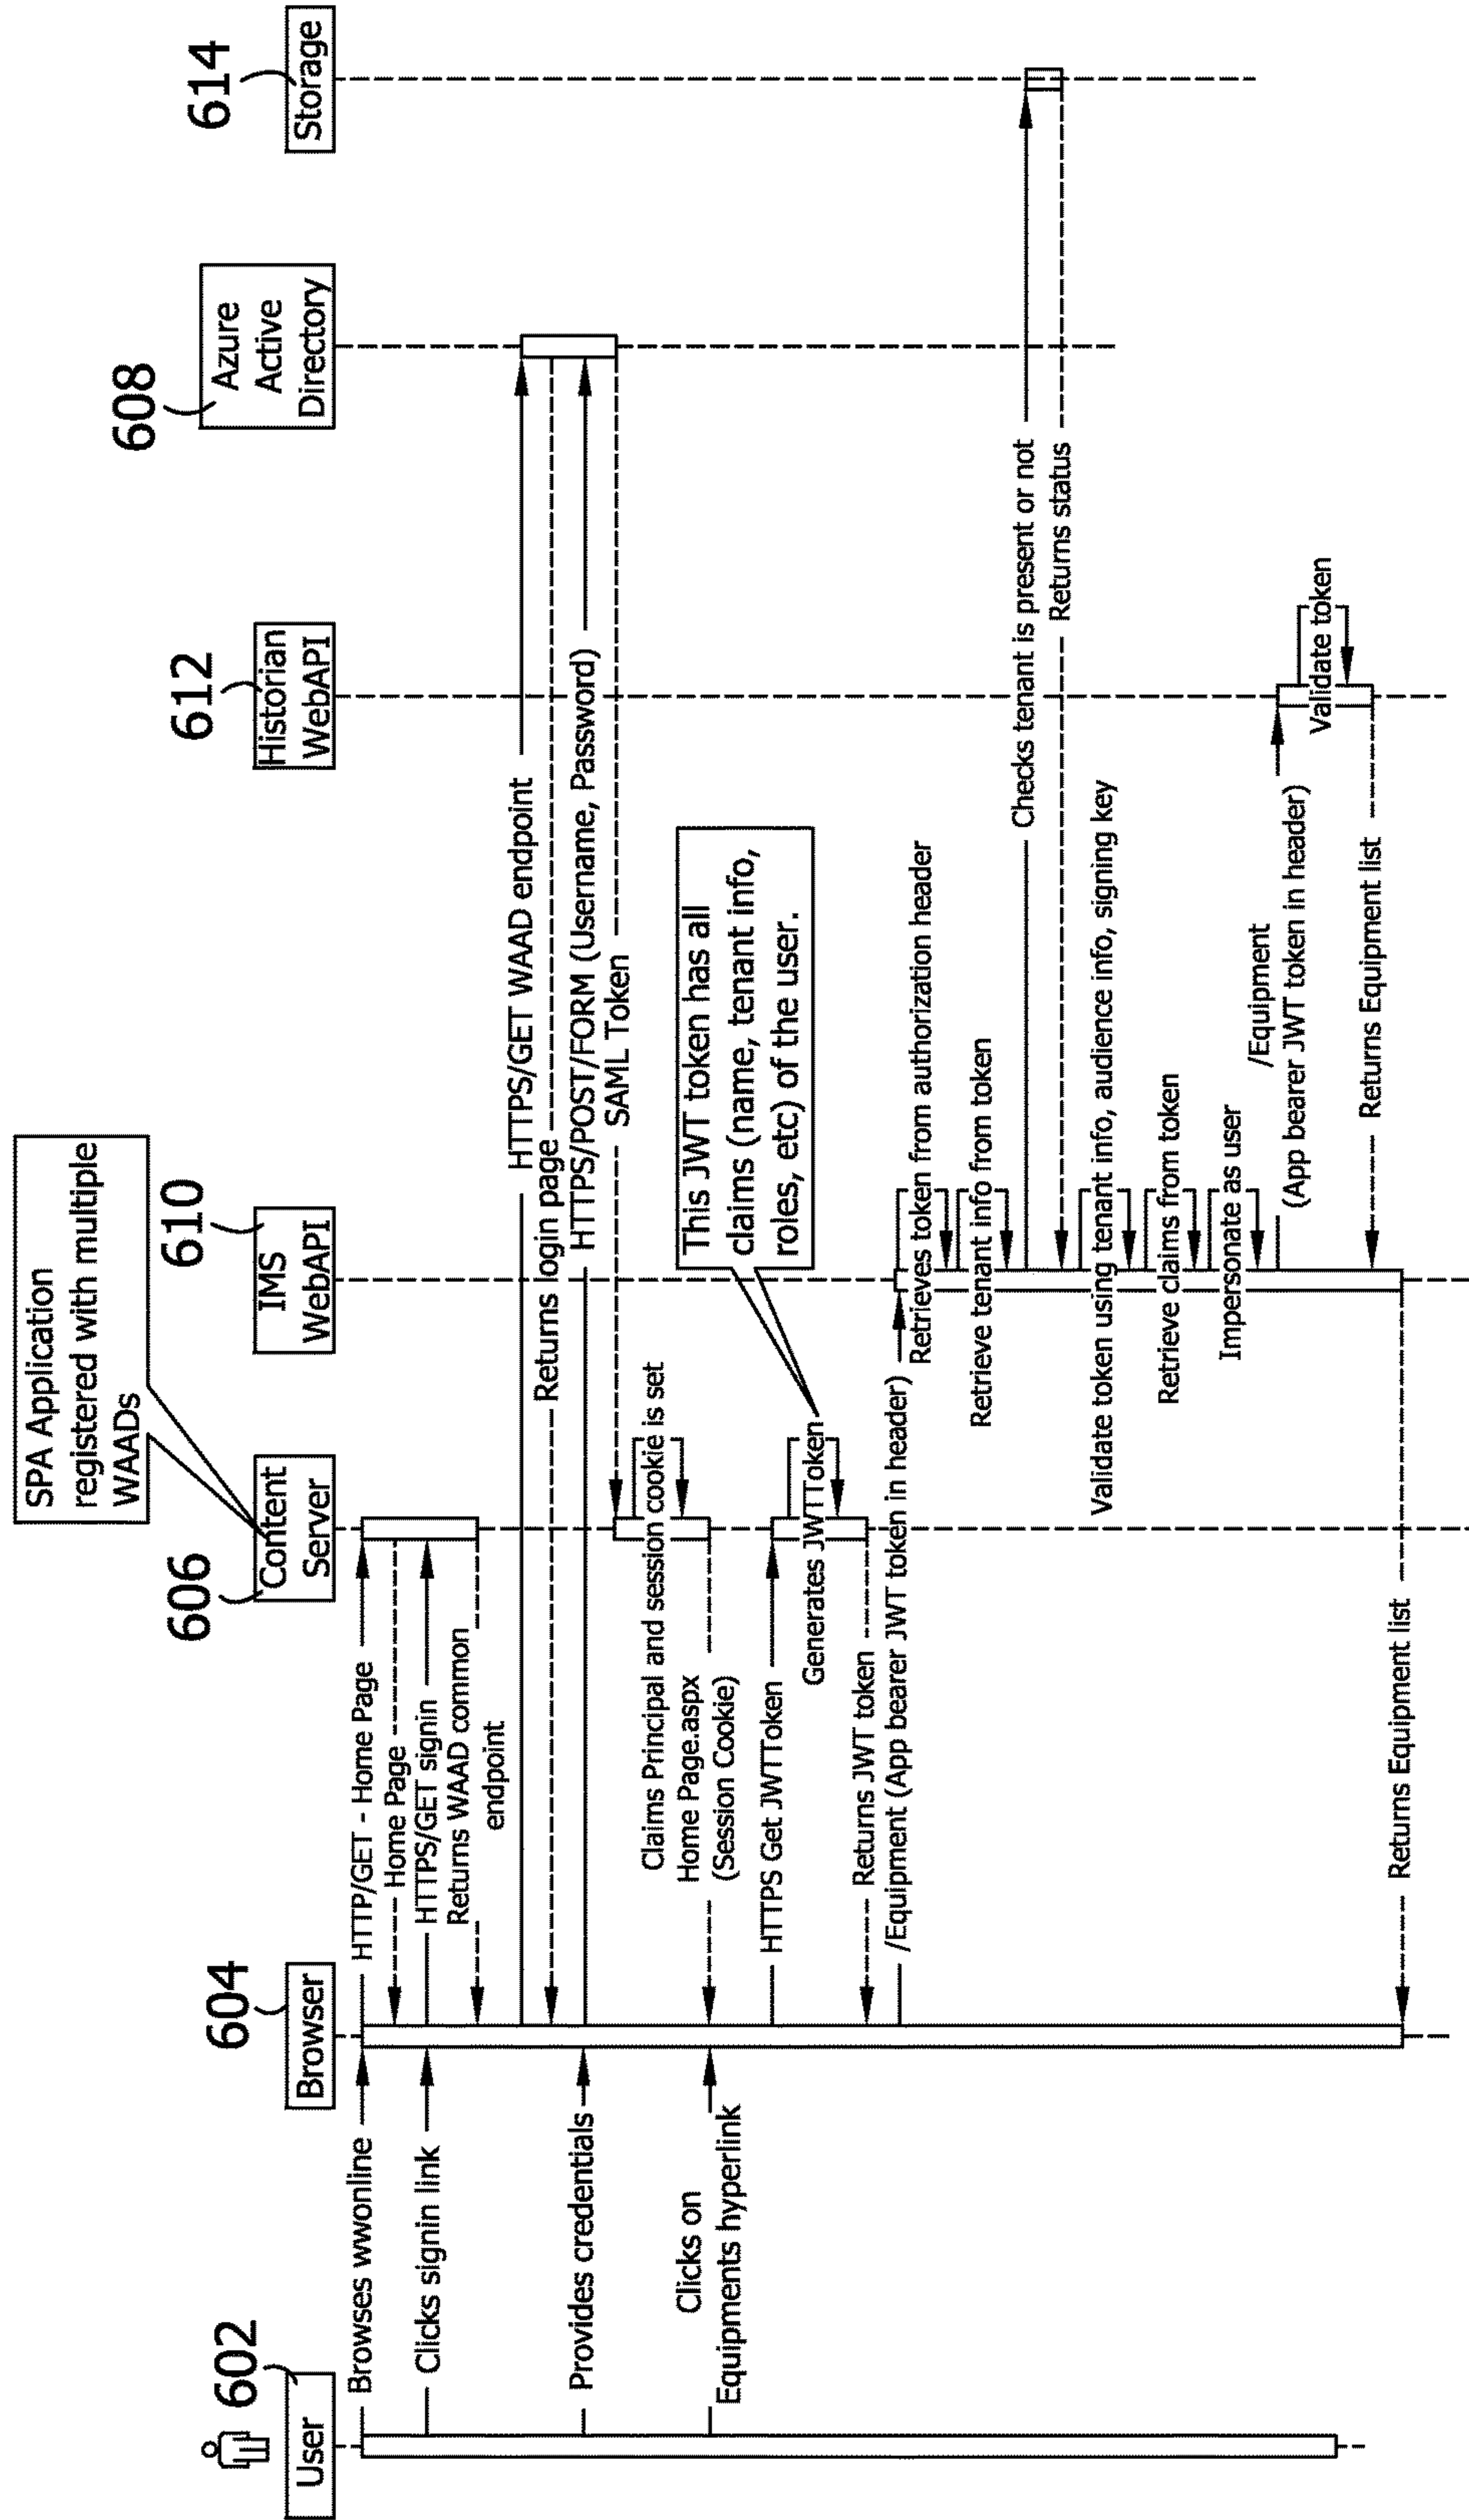 SPA Application
registered with multiple
WAADs
602
604
606
610
612
608
614
User
Browser
Content
Server
IMS
WebAPI
Historian
WebAPI
Azure
Active
Directory
Storage
Browses wwonline
HTTP/GET - Home Page
Home Page
Clicks signin link
HTTPS/GET signin
Returns WAAD common
endpoint
HTTPS/GET WAAD endpoint
Returns login page
Provides credentials
HTTPS/POST/FORM (Username, Password)
SAML Token
Claims Principal and session cookie is set
Home Page.aspx
(Session Cookie)
Clicks on
Equipments hyperlink
HTTPS Get JWTToken
Generates JWTToken
This JWT token has all
claims (name, tenant info,
roles, etc) of the user.
Returns JWT token
/Equipment (App bearer JWT token in header)
Retrieves token from authorization header
Retrieve tenant info from token
Checks tenant is present or not
Returns status
Validate token using tenant info, audience info, signing key
Retrieve claims from token
Impersonate as user
/Equipment
(App bearer JWT token in header)
Validate token
Returns Equipment list
Returns Equipment list